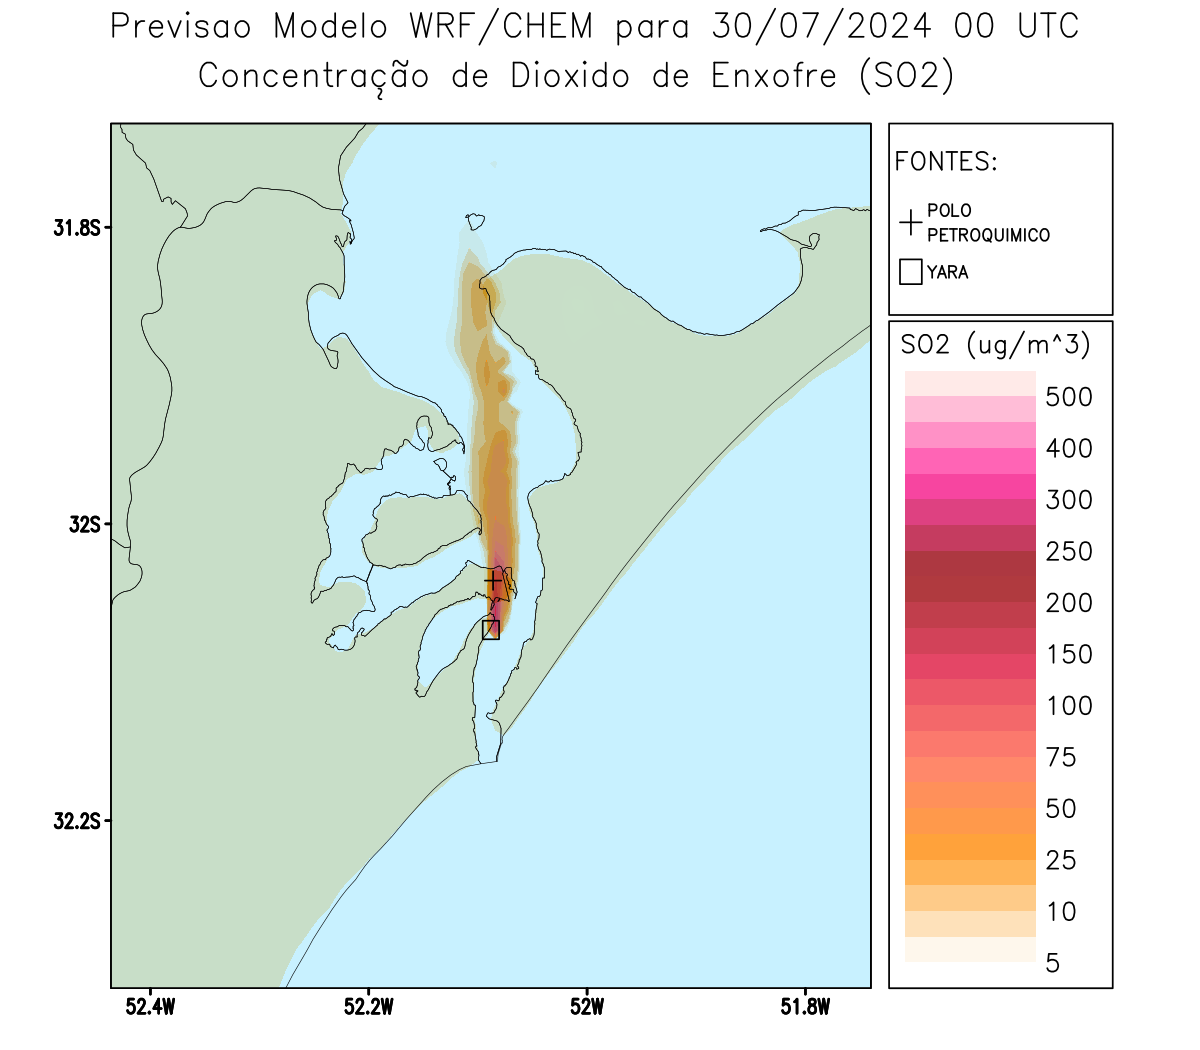 Previsao Modelo WRF/CHEM para 30/07/2024 00 UTC
Concentração de Dioxido de Enxofre (SO2)
FONTES:
POLO
PETROQUIMICO
YARA
SO2 (ug/m^3)
500
400
300
250
200
150
100
75
50
25
10
5
31.8S
32S
32.2S
52.4W
52.2W
52W
51.8W